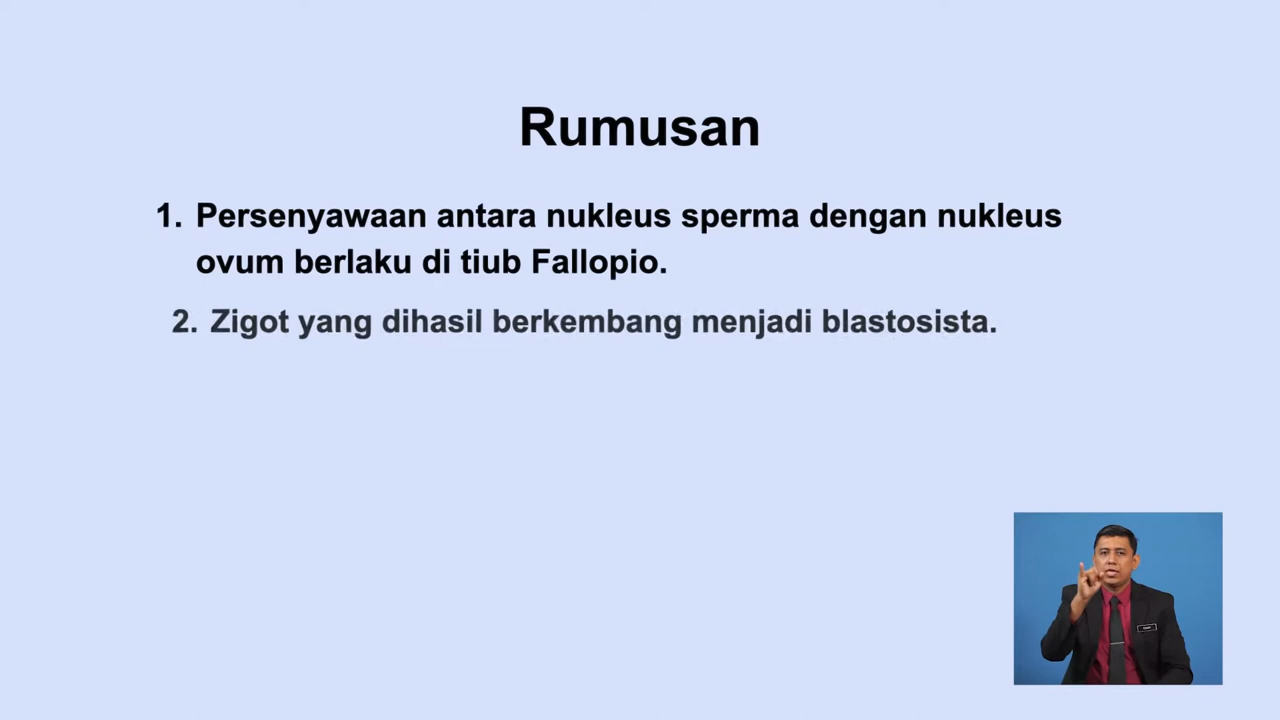 Rumusan
1. Persenyawaan antara nukleus sperma dengan nukleus
ovum berlaku di tiub Fallopio.
2. Zigot yang dihasil berkembang menjadi blastosista.